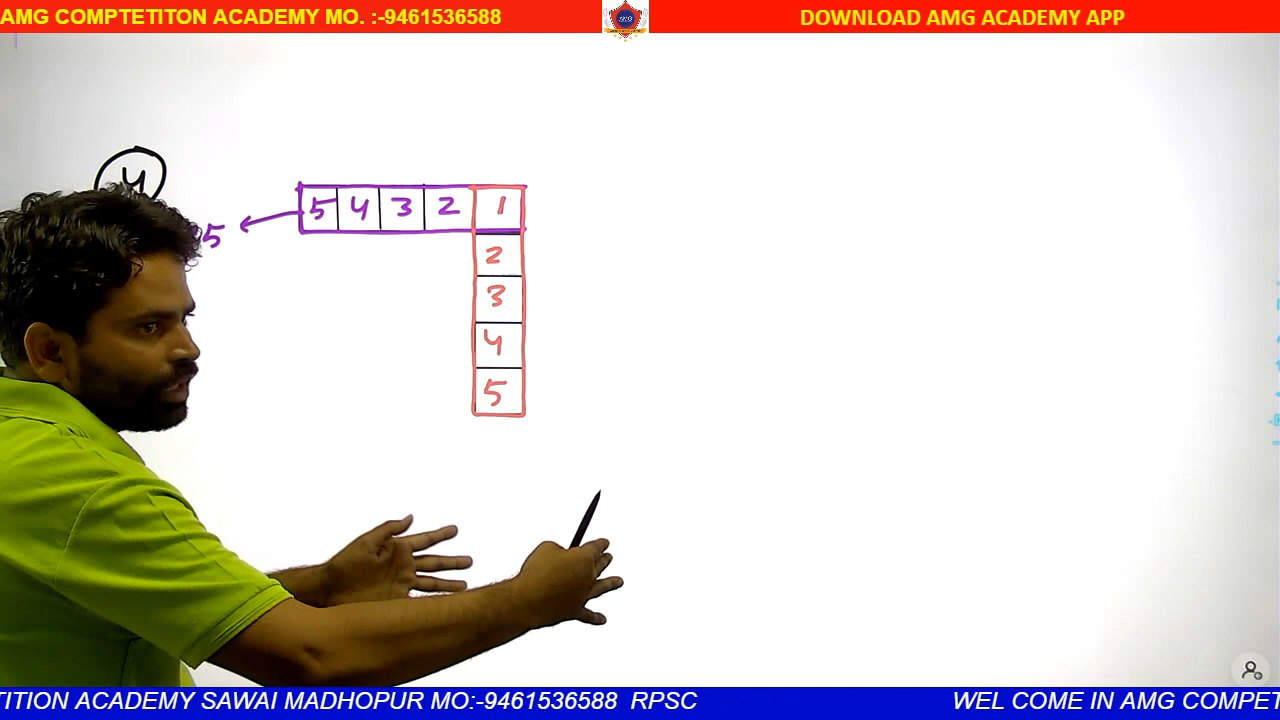 AMG COMPTETITON ACADEMY MO. :-9461536588
DOWNLOAD AMG ACADEMY APP
4
5 5 4 3 2 1
2
3
4
5
TITION ACADEMY SAWAI MADHOPUR MO:-9461536588 RPSC
WEL COME IN AMG COMPET